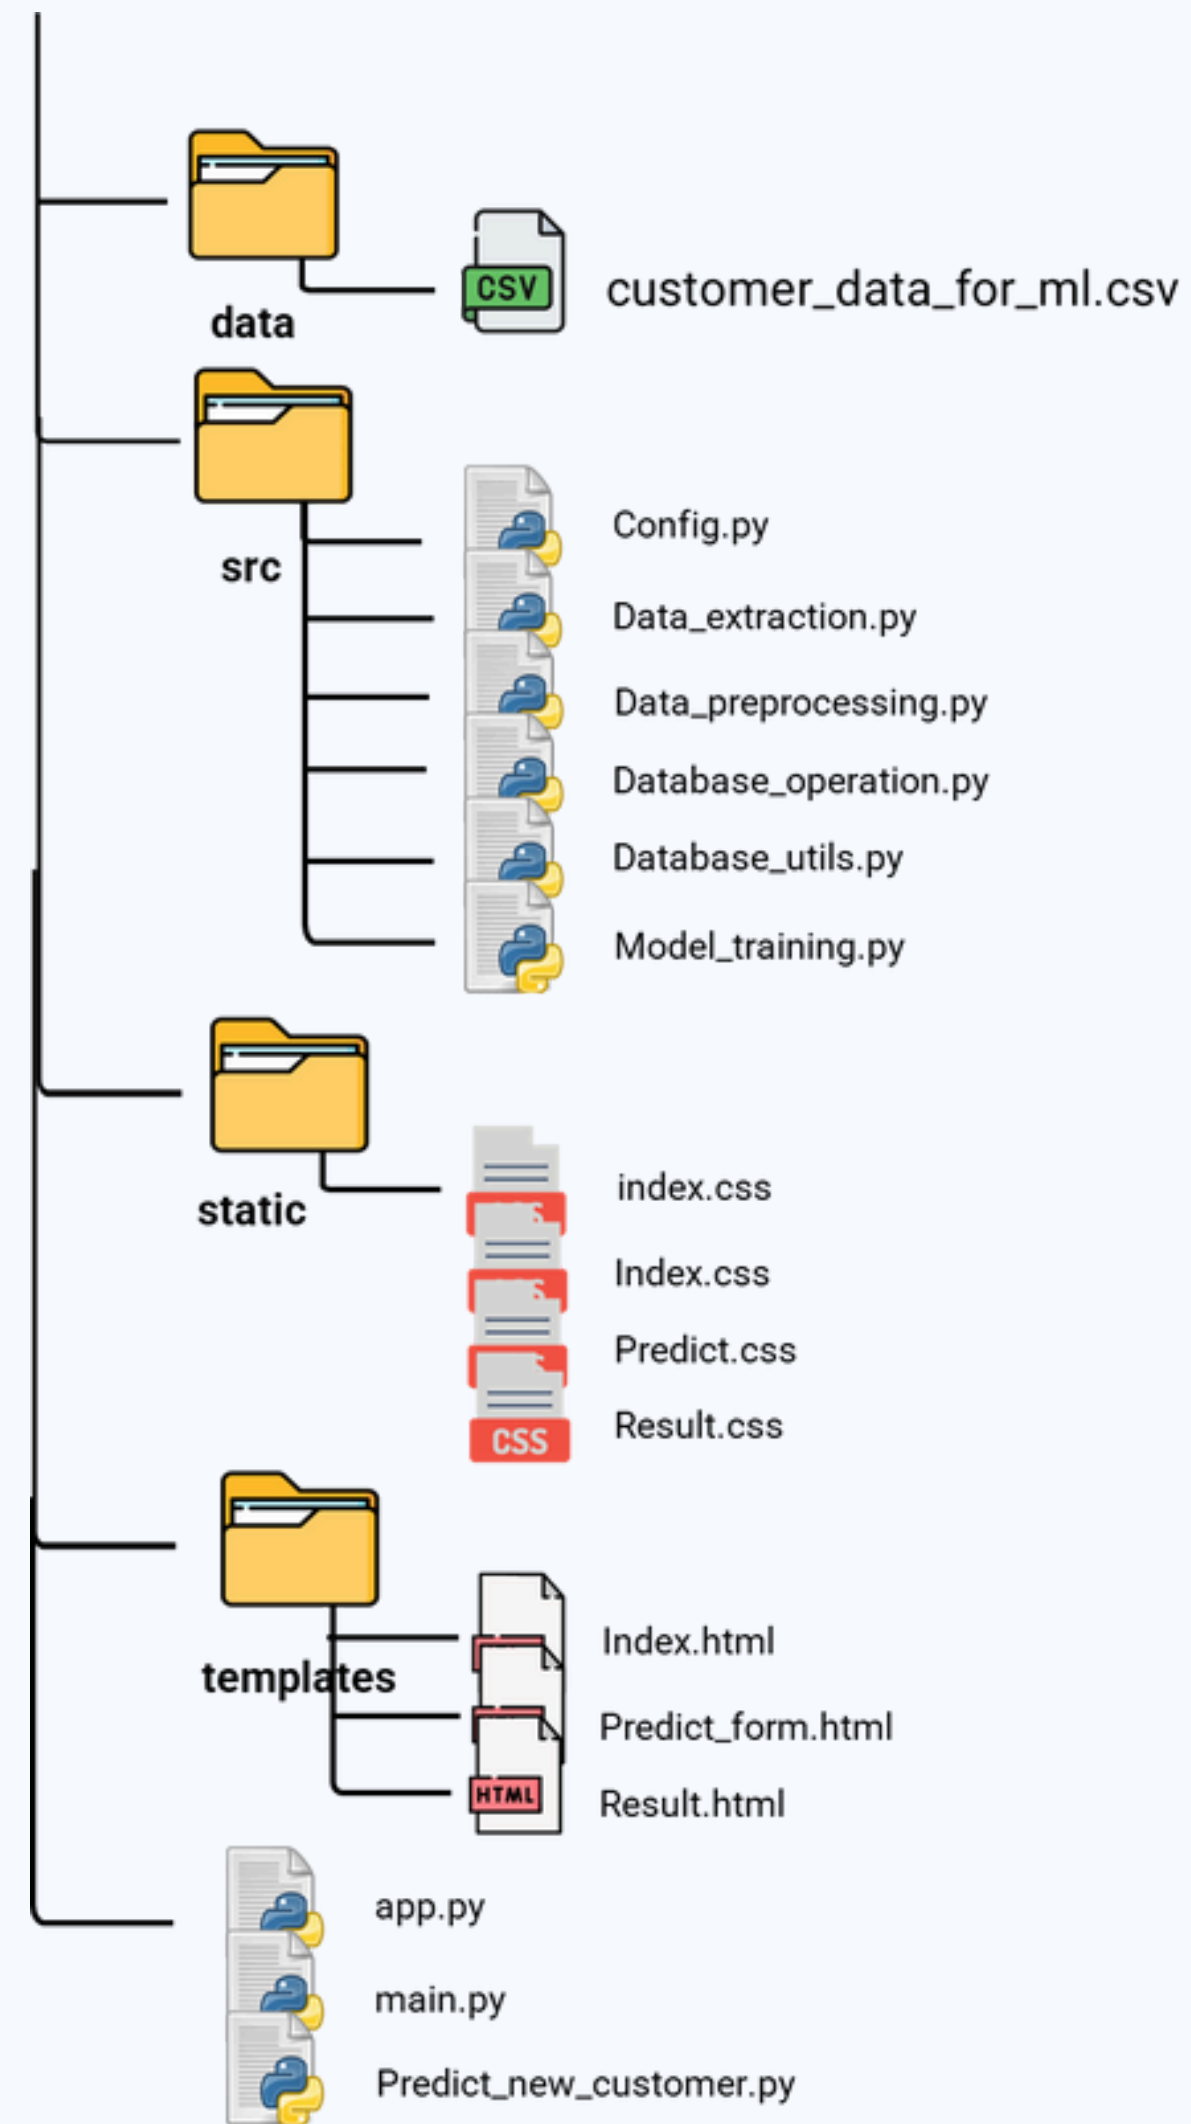 CSV
customer_data_for_ml.csv
data
Config.py
src
Data_extraction.py
Data_preprocessing.py
Database_operation.py
Database_utils.py
Model_training.py
index.css
static
Index.css
Predict.css
Result.css
CSS
Index.html
templates
Predict_form.html
HTML
Result.html
app.py
main.py
Predict_new_customer.py